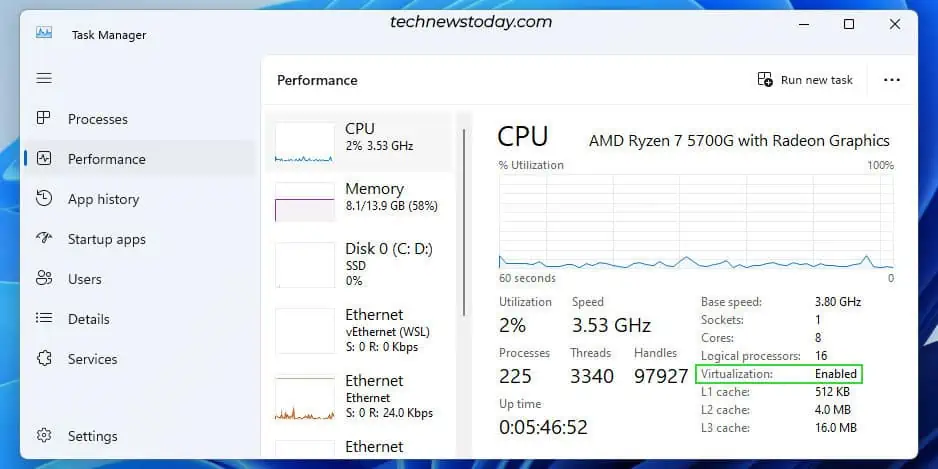 technewstoday.com
Task Manager
Processes
Performance
App history
Startup apps
Users
Details
Services
Settings
Performance
Run new task
CPU
2% 3.53 GHz
Memory
8.1/13.9 GB (58%)
Disk 0 (C: D:)
SSD
0%
Ethernet
vEthernet (WSL)
S: 0 R: 0 Kbps
Ethernet
Ethernet
S: 0 R: 24.0 Kbps
Ethernet
CPU AMD Ryzen 7 5700G with Radeon Graphics
% Utilization 100%
60 seconds 0
Utilization Speed
2% 3.53 GHz
Processes Threads Handles
225 3340 97927
Up time
0:05:46:52
Base speed: 3.80 GHz
Sockets: 1
Cores: 8
Logical processors: 16
Virtualization: Enabled
L1 cache: 512 KB
L2 cache: 4.0 MB
L3 cache: 16.0 MB